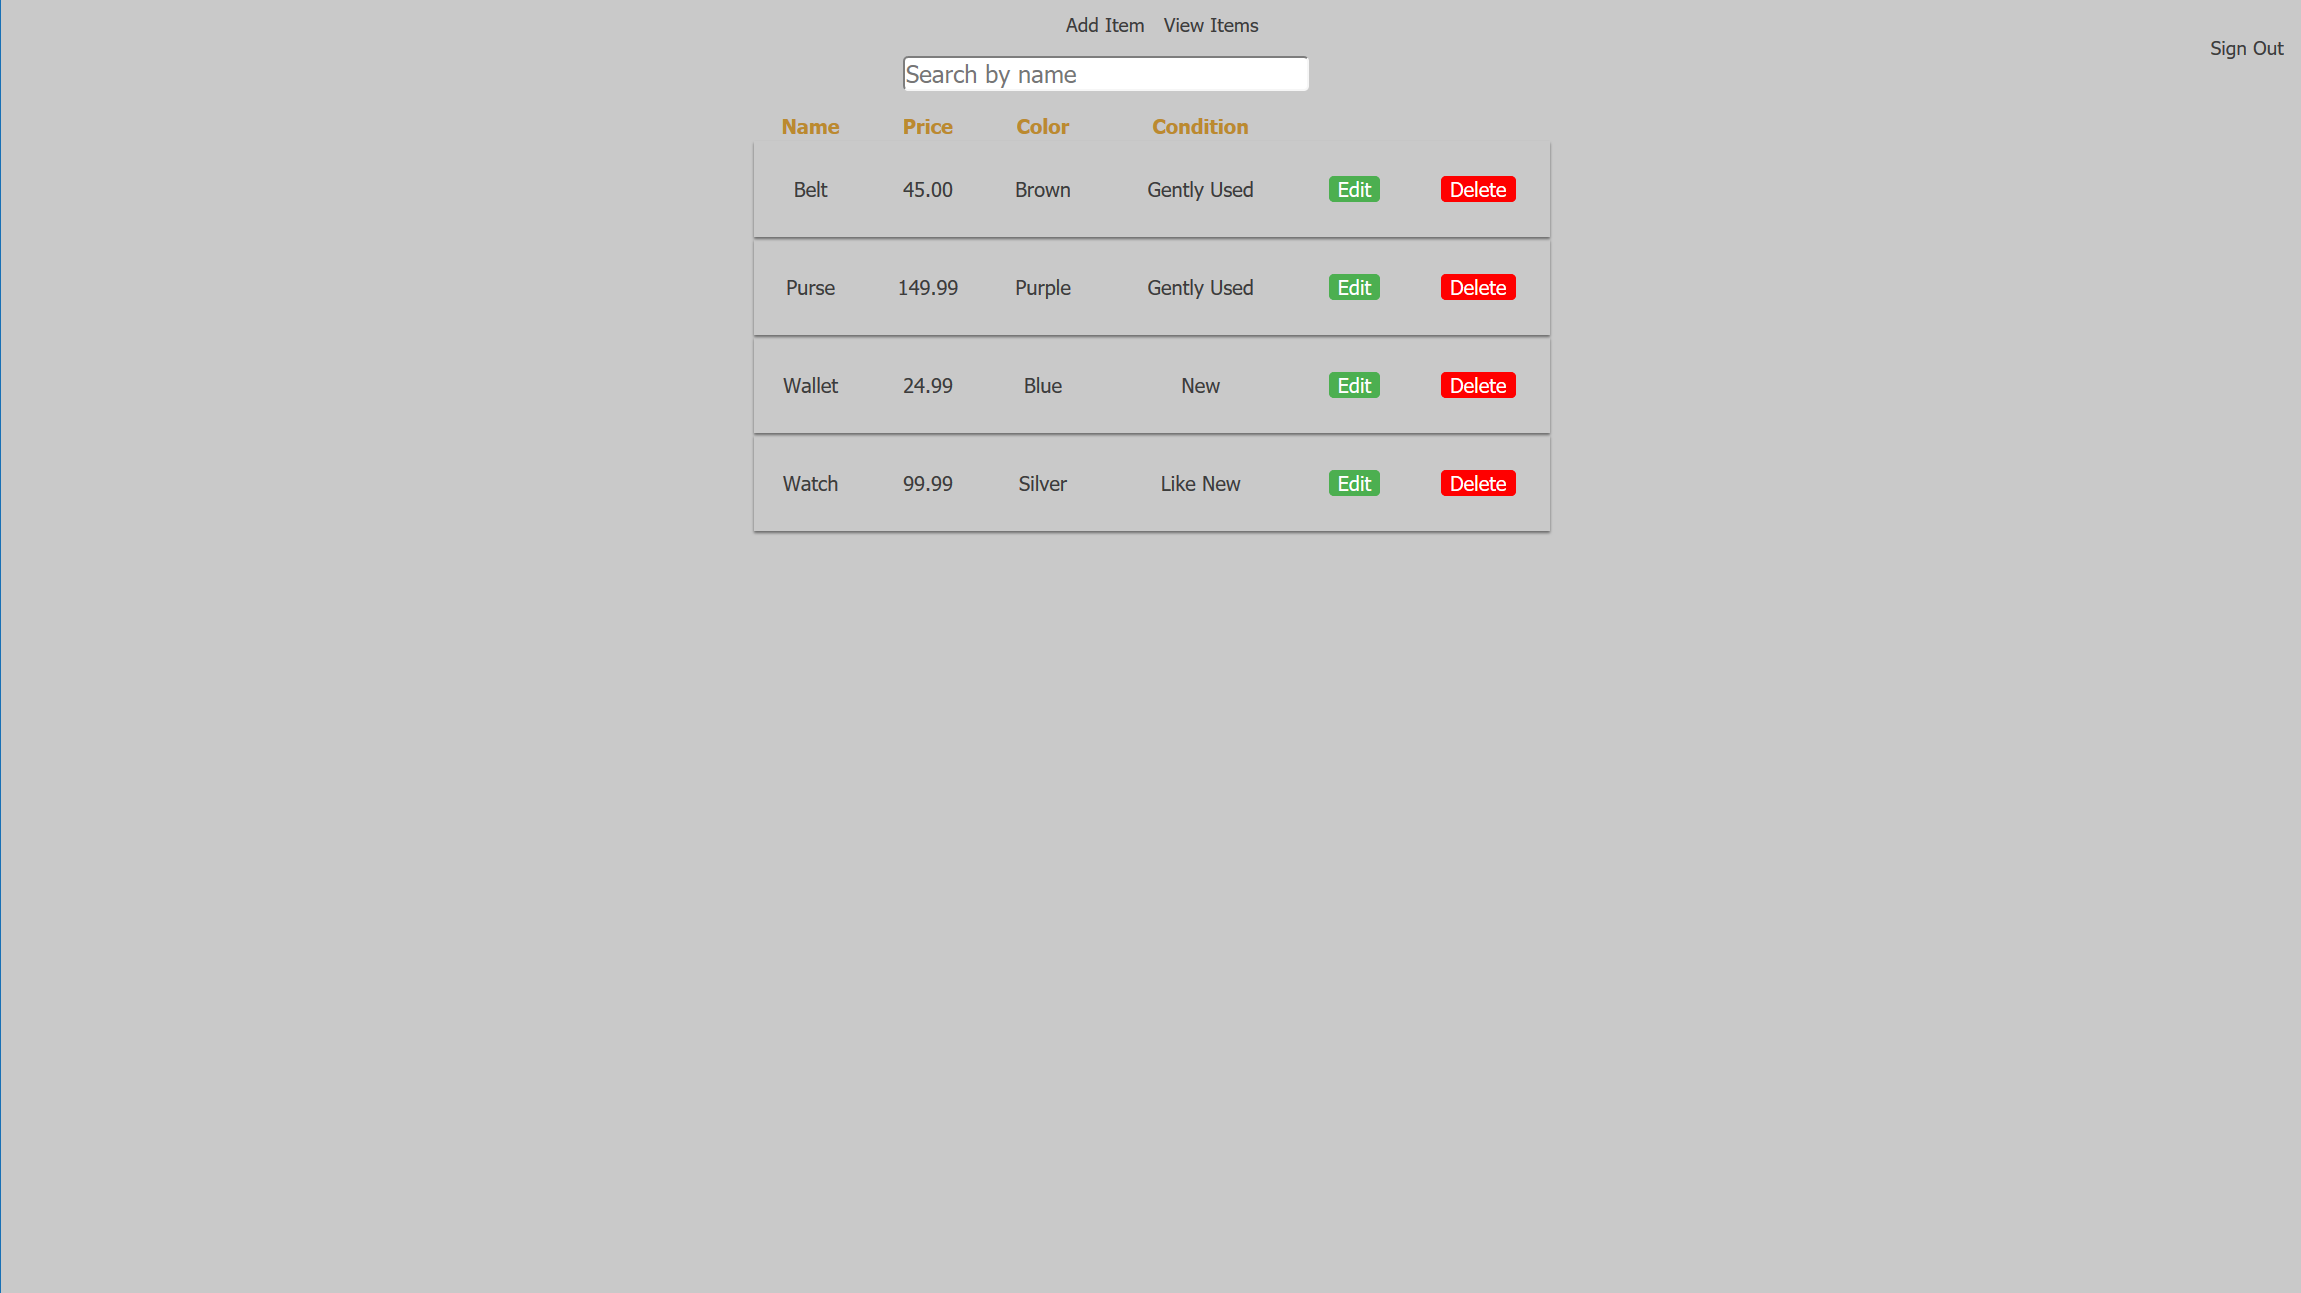 Add Item View Items
Sign Out
Search by name
Name Price Color Condition
Belt 45.00 Brown Gently Used Edit Delete
Purse 149.99 Purple Gently Used Edit Delete
Wallet 24.99 Blue New Edit Delete
Watch 99.99 Silver Like New Edit Delete